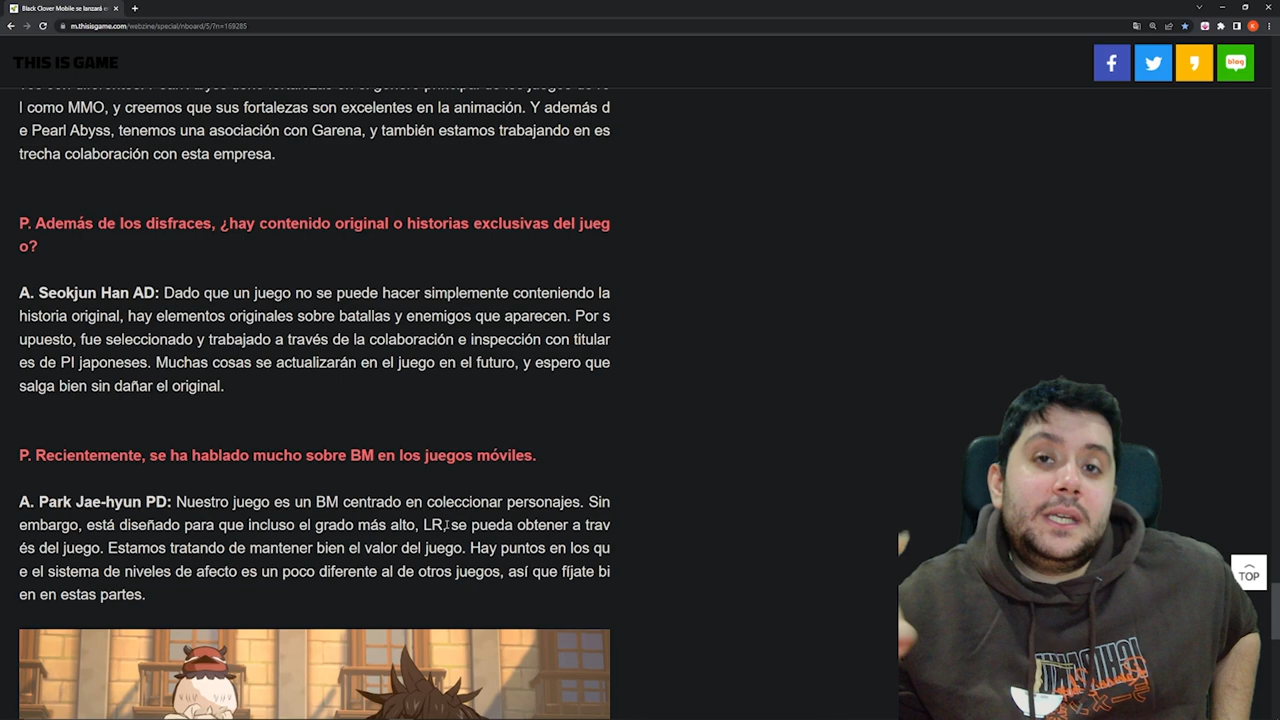 Black Clover Mobile se lanzará e
m.thisisgame.com/webzine/special/nboard/5/?n=169285
THIS IS GAME
blog
l como MMO, y creemos que sus fortalezas son excelentes en la animación. Y además d
e Pearl Abyss, tenemos una asociación con Garena, y también estamos trabajando en es
trecha colaboración con esta empresa.
P. Además de los disfraces, ¿hay contenido original o historias exclusivas del jueg
o?
A. Seokjun Han AD: Dado que un juego no se puede hacer simplemente conteniendo la
historia original, hay elementos originales sobre batallas y enemigos que aparecen. Por s
upuesto, fue seleccionado y trabajado a través de la colaboración e inspección con titular
es de PI japoneses. Muchas cosas se actualizarán en el juego en el futuro, y espero que
salga bien sin dañar el original.
P. Recientemente, se ha hablado mucho sobre BM en los juegos móviles.
A. Park Jae-hyun PD: Nuestro juego es un BM centrado en coleccionar personajes. Sin
embargo, está diseñado para que incluso el grado más alto, LR, se pueda obtener a trav
és del juego. Estamos tratando de mantener bien el valor del juego. Hay puntos en los qu
e el sistema de niveles de afecto es un poco diferente al de otros juegos, así que fíjate bi
en en estas partes.
TOP
ICHIRAKU